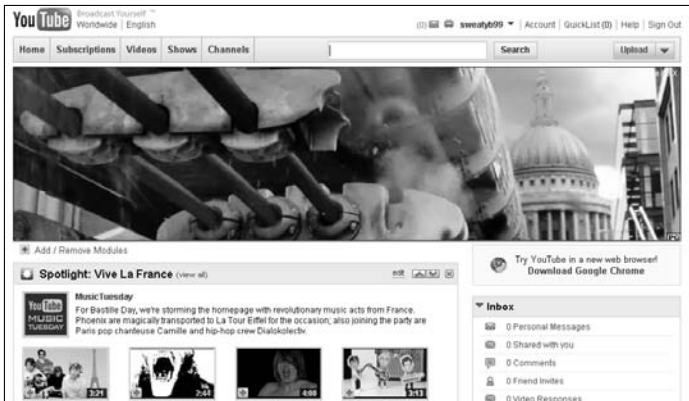 You Tube Broadcast Yourself ™
Worldwide | English
(0) sweatyb99 ▼ | Account | QuickList (0) | Help | Sign Out
Home Subscriptions Videos Shows Channels Search Upload
Add / Remove Modules
Spotlight: Vive La France (view all) edit
You Tube MUSIC TUESDAY
MusicTuesday
For Bastille Day, we're storming the homepage with revolutionary music acts from France.
Phoenix are magically transported to La Tour Eiffel for the occasion; also joining the party are
Paris pop chanteuse Camille and hip-hop crew Dialokolectiv.
3:21 2:44 4:00 3:13
Try YouTube in a new web browser!
Download Google Chrome
Inbox
0 Personal Messages
0 Shared with you
0 Comments
0 Friend Invites
0 Video Responses